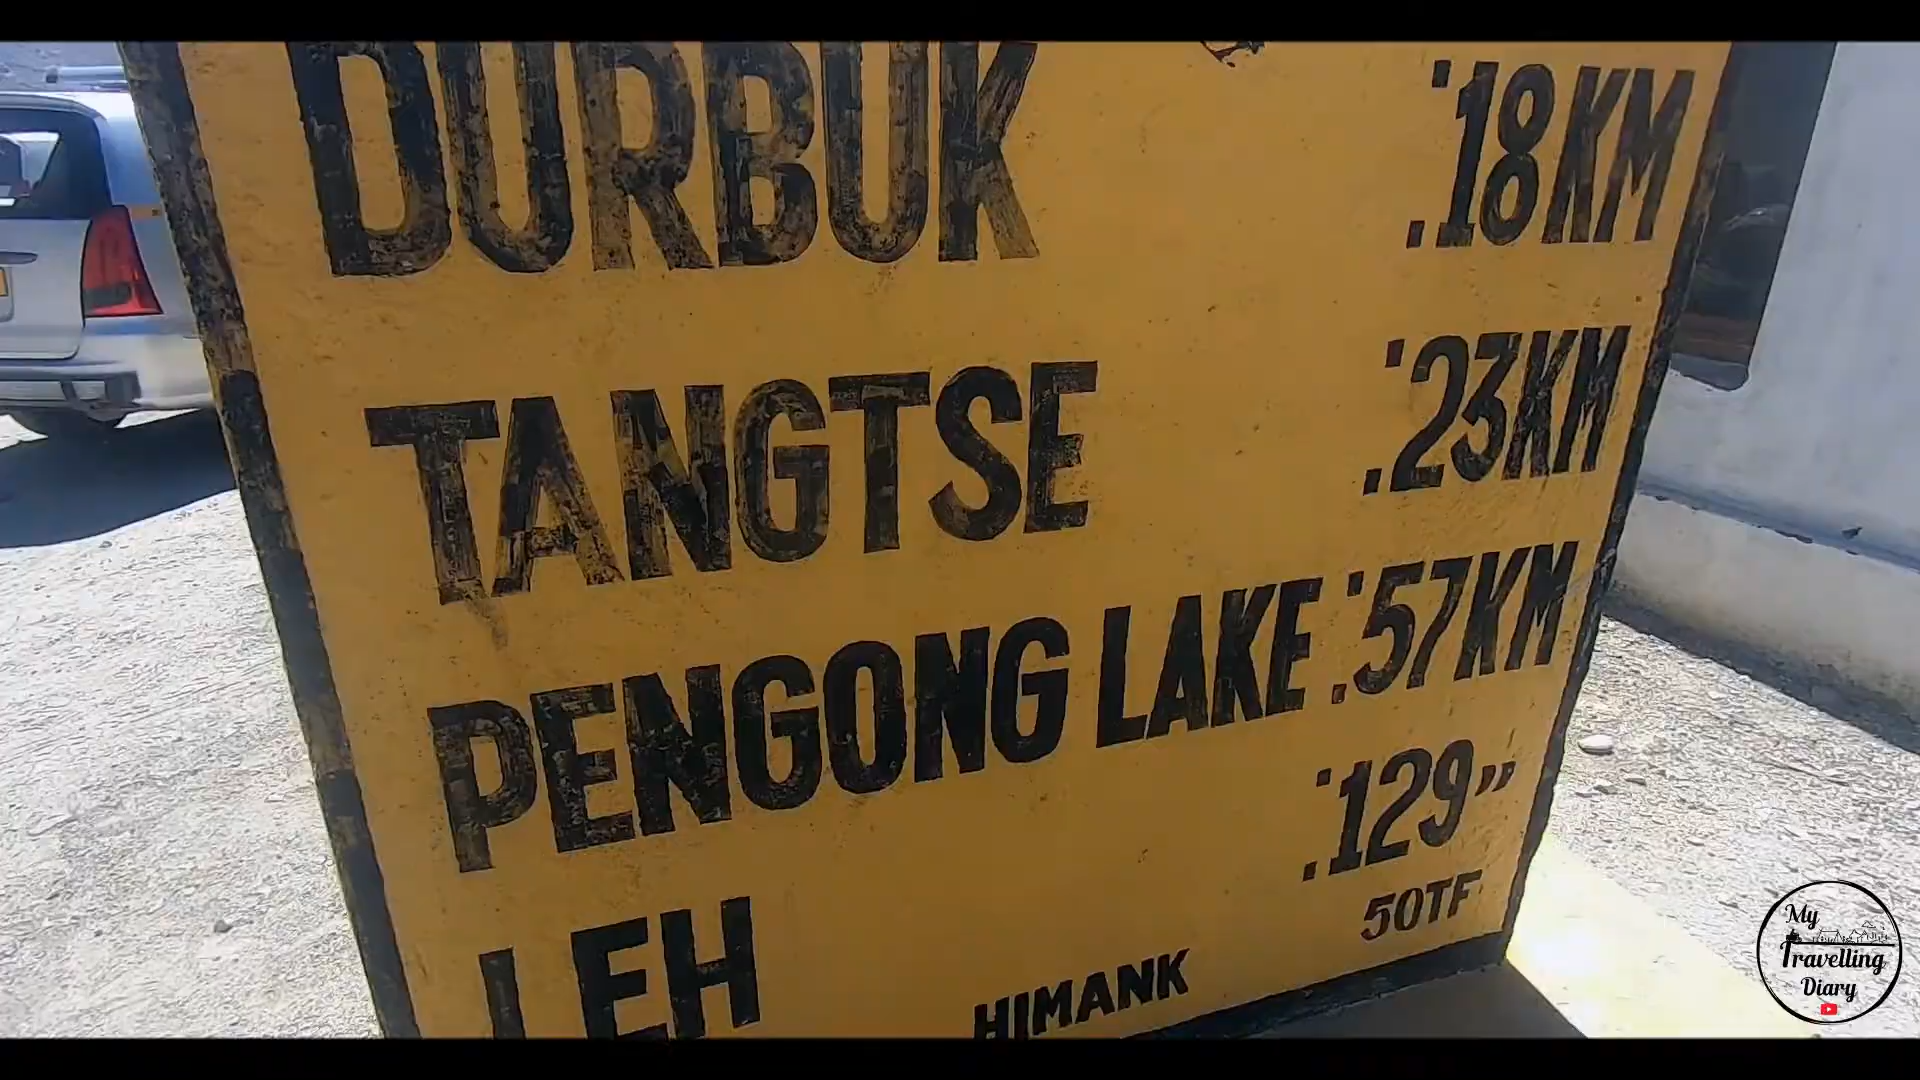 DURBUK :18KM
TANGTSE :23KM
PENGONG LAKE :57KM
LEH :129"
HIMANK 50TF
My
Travelling
Diary